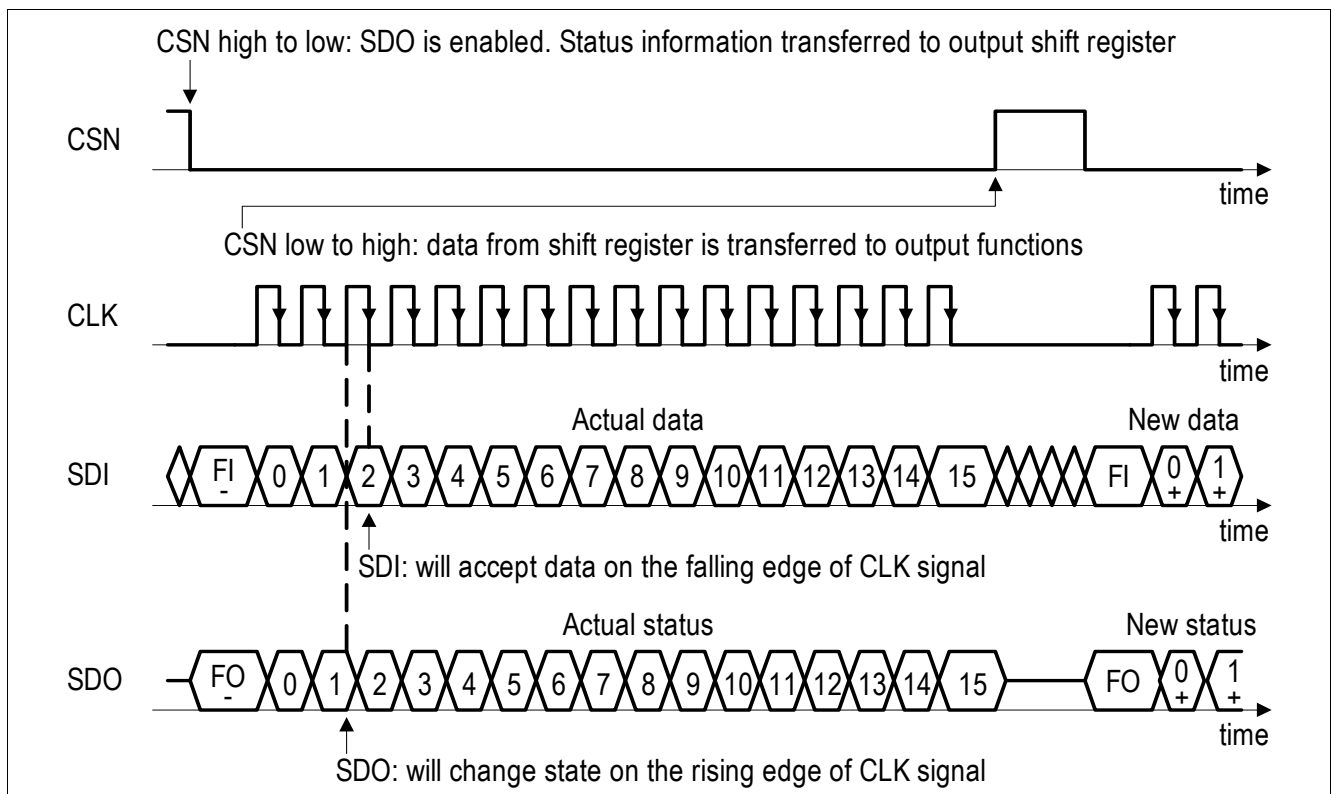 CSN high to low: SDO is enabled. Status information transferred to output shift register
CSN
time
CSN low to high: data from shift register is transferred to output functions
CLK
time
Actual data
New data
SDI
FI
-
0 1 2 3 4 5 6 7 8 9 10 11 12 13 14 15
FI
0
+
1
+
time
SDI: will accept data on the falling edge of CLK signal
Actual status
New status
SDO
FO
-
0 1 2 3 4 5 6 7 8 9 10 11 12 13 14 15
FO
0
+
1
+
time
SDO: will change state on the rising edge of CLK signal